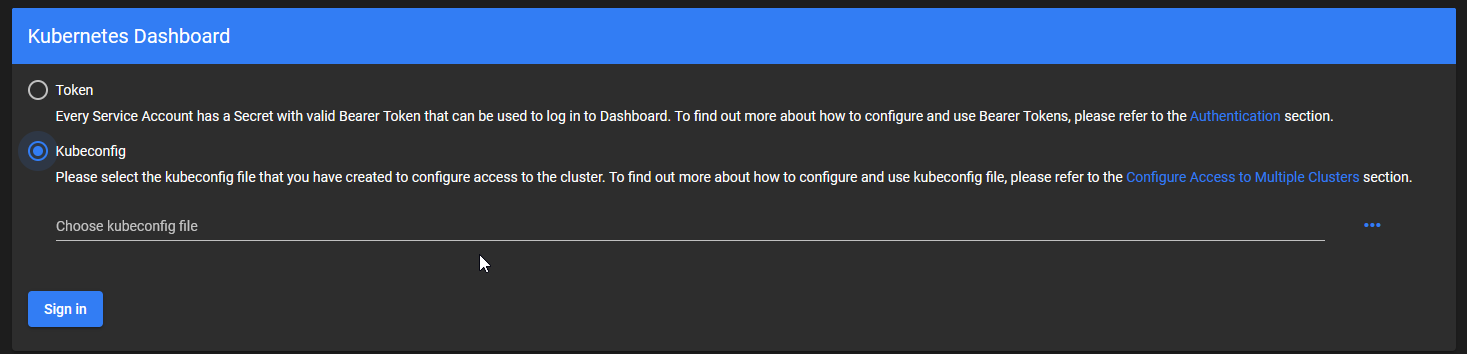 Kubernetes Dashboard
Token
Every Service Account has a Secret with valid Bearer Token that can be used to log in to Dashboard. To find out more about how to configure and use Bearer Tokens, please refer to the Authentication section.
Kubeconfig
Please select the kubeconfig file that you have created to configure access to the cluster. To find out more about how to configure and use kubeconfig file, please refer to the Configure Access to Multiple Clusters section.
Choose kubeconfig file
Sign in